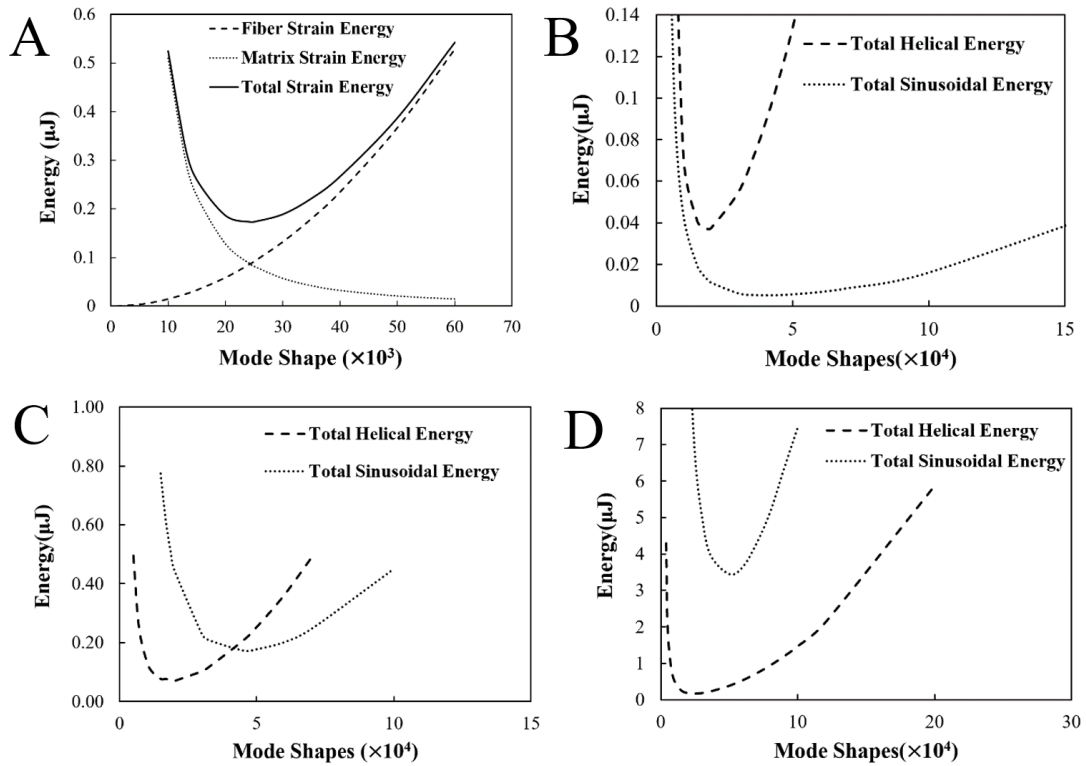 A
Fiber Strain Energy
Matrix Strain Energy
Total Strain Energy
Energy (µJ)
0.6
0.5
0.4
0.3
0.2
0.1
0
0 10 20 30 40 50 60 70
Mode Shape (×10³)
B
Total Helical Energy
Total Sinusoidal Energy
Energy(µJ)
0.14
0.12
0.1
0.08
0.06
0.04
0.02
0
0 5 10 15
Mode Shapes(×10⁴)
C
Total Helical Energy
Total Sinusoidal Energy
Energy(µJ)
1.00
0.80
0.60
0.40
0.20
0.00
0 5 10 15
Mode Shapes (×10⁴)
D
Total Helical Energy
Total Sinusoidal Energy
Energy(µJ)
8
7
6
5
4
3
2
1
0
0 10 20 30
Mode Shapes(×10⁴)